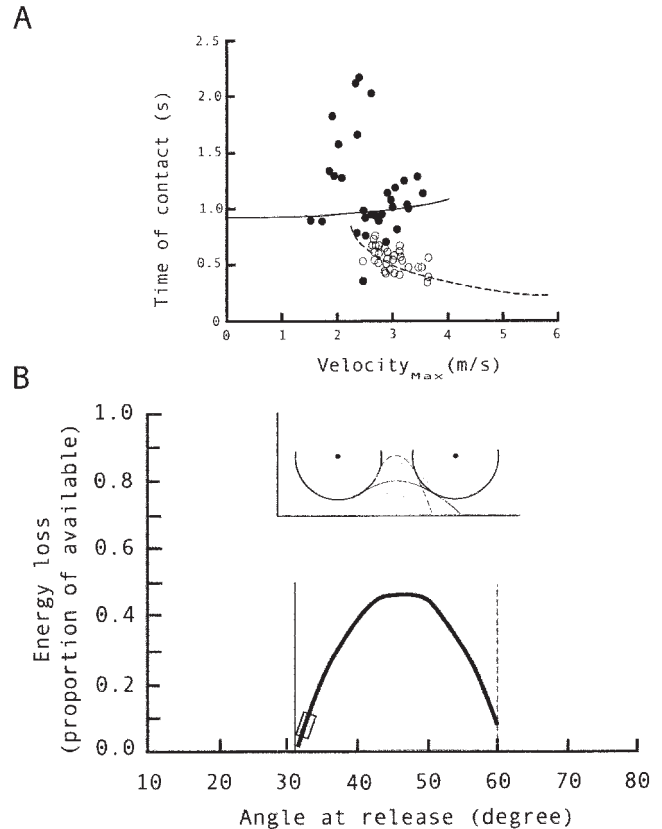 A
2.5
2.0
1.5
1.0
0.5
0
Time of contact (s)
0 1 2 3 4 5 6
Velocity Max (m/s)
B
1.0
0.8
0.6
0.4
0.2
0.0
Energy loss
(proportion of available)
10 20 30 40 50 60 70 80
Angle at release (degree)